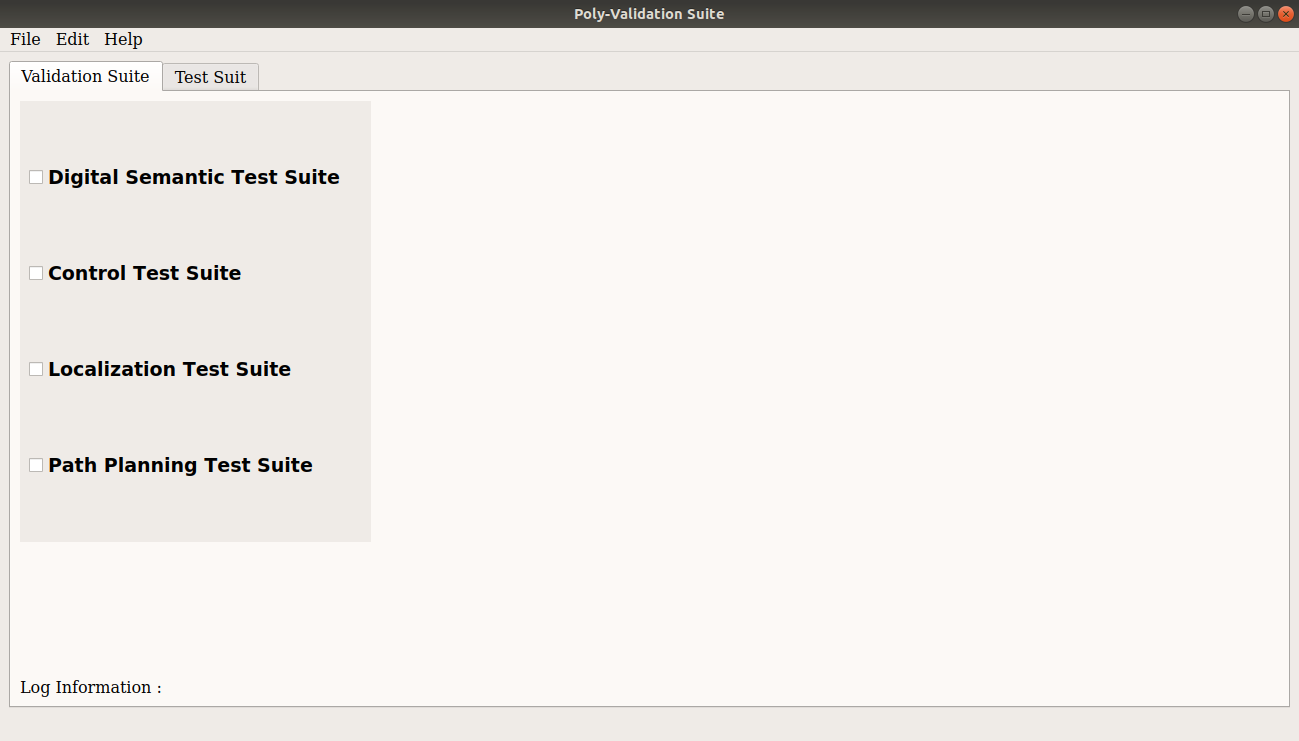 Poly-Validation Suite
File Edit Help
Validation Suite Test Suit
Digital Semantic Test Suite
Control Test Suite
Localization Test Suite
Path Planning Test Suite
Log Information :